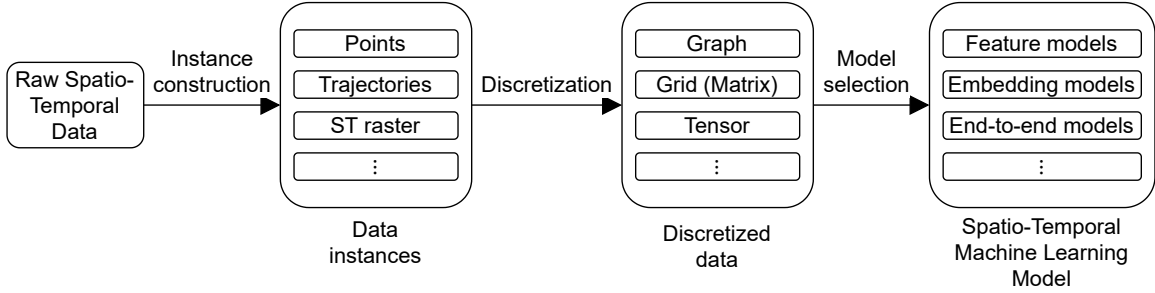 Raw Spatio-
Temporal
Data
Instance
construction
Points
Trajectories
ST raster
⋮
Data
instances
Discretization
Graph
Grid (Matrix)
Tensor
⋮
Discretized
data
Model
selection
Feature models
Embedding models
End-to-end models
⋮
Spatio-Temporal
Machine Learning
Model